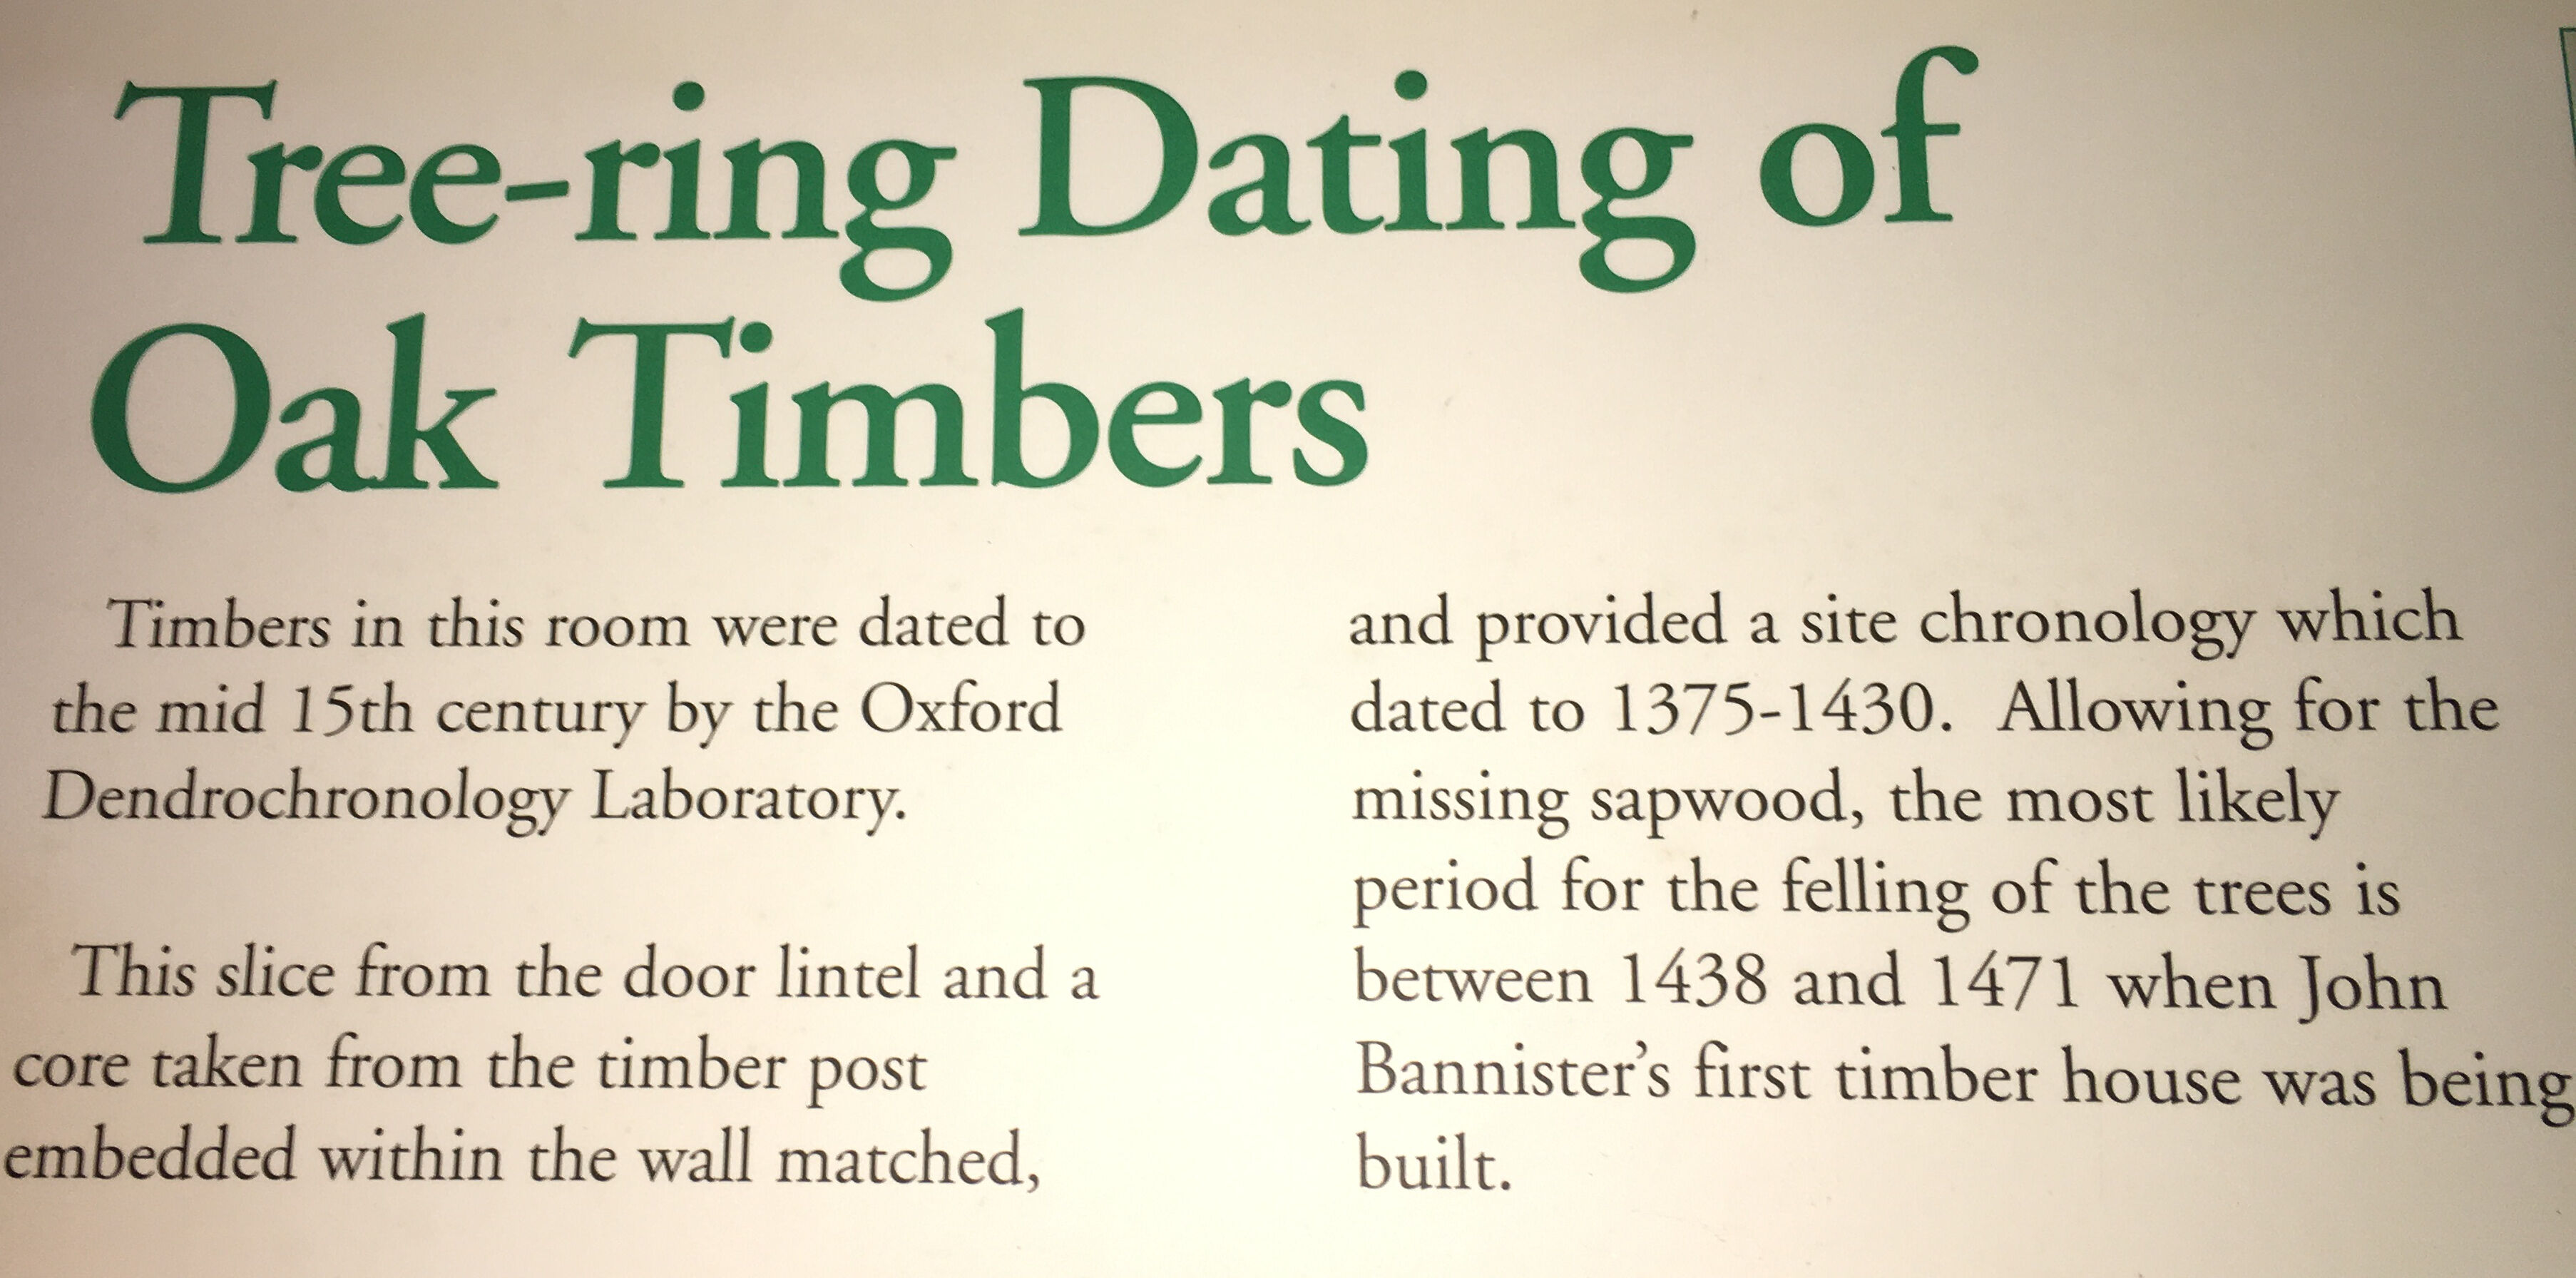 Tree-ring Dating of
Oak Timbers
Timbers in this room were dated to
the mid 15th century by the Oxford
Dendrochronology Laboratory.
This slice from the door lintel and a
core taken from the timber post
embedded within the wall matched,
and provided a site chronology which
dated to 1375-1430.  Allowing for the
missing sapwood, the most likely
period for the felling of the trees is
between 1438 and 1471 when John
Bannister's first timber house was being
built.